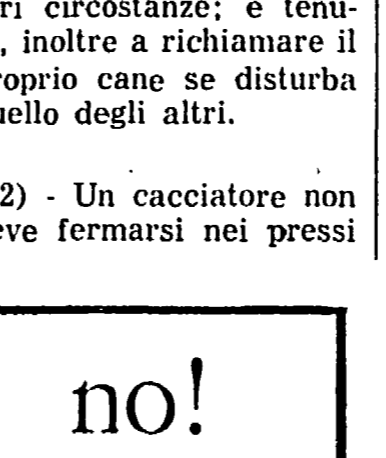 ri circostanze; è tenu-
, inoltre a richiamare il
roprio cane se disturba
uello degli altri.
2) - Un cacciatore non
eve fermarsi nei pressi
no!